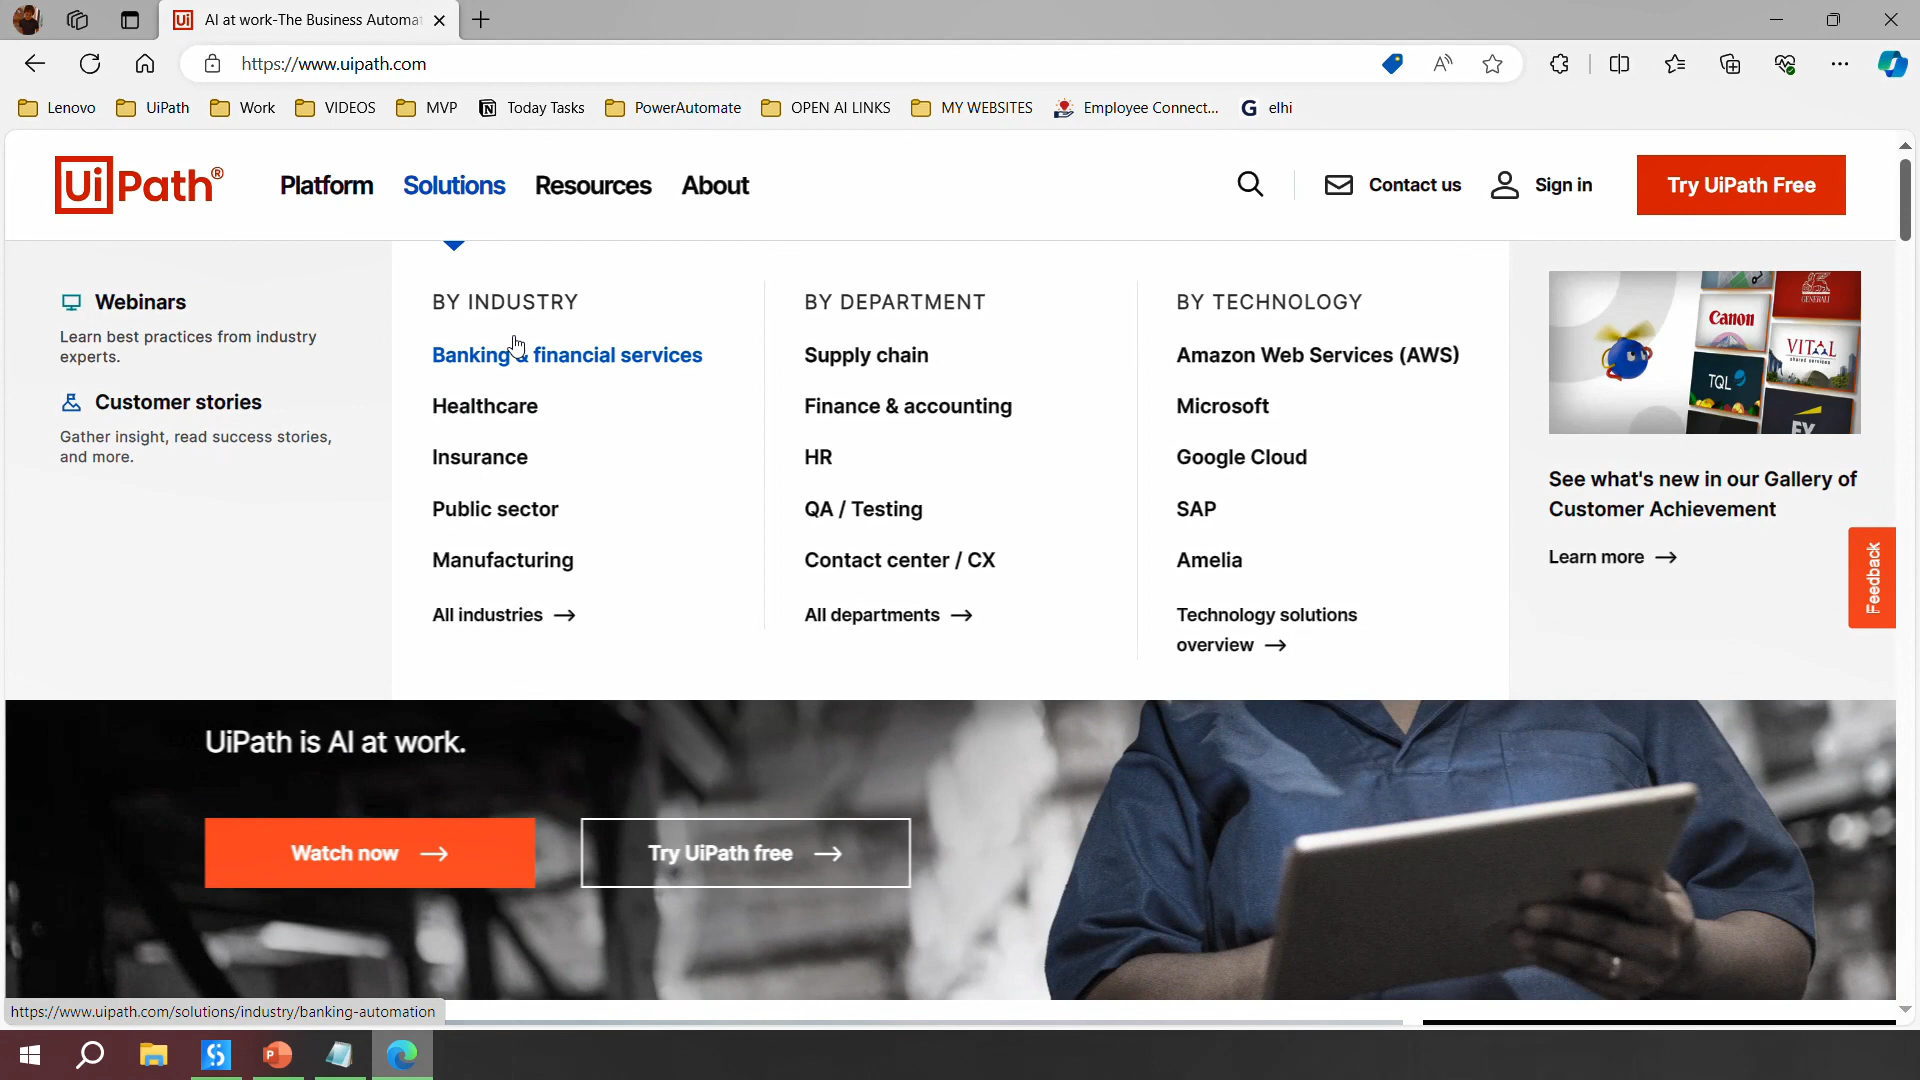 AI at work-The Business Automat
https://www.uipath.com
Lenovo
UiPath
Work
VIDEOS
MVP
Today Tasks
PowerAutomate
OPEN AI LINKS
MY WEBSITES
Employee Connect...
elhi
UiPath®
Platform
Solutions
Resources
About
Contact us
Sign in
Try UiPath Free
Webinars
Learn best practices from industry
experts.
Customer stories
Gather insight, read success stories,
and more.
BY INDUSTRY
Banking & financial services
Healthcare
Insurance
Public sector
Manufacturing
All industries →
BY DEPARTMENT
Supply chain
Finance & accounting
HR
QA / Testing
Contact center / CX
All departments →
BY TECHNOLOGY
Amazon Web Services (AWS)
Microsoft
Google Cloud
SAP
Amelia
Technology solutions
overview →
GENERALI
Canon
VITAL
TQL
EY
See what's new in our Gallery of
Customer Achievement
Learn more →
Feedback
UiPath is AI at work.
Watch now →
Try UiPath free →
https://www.uipath.com/solutions/industry/banking-automation